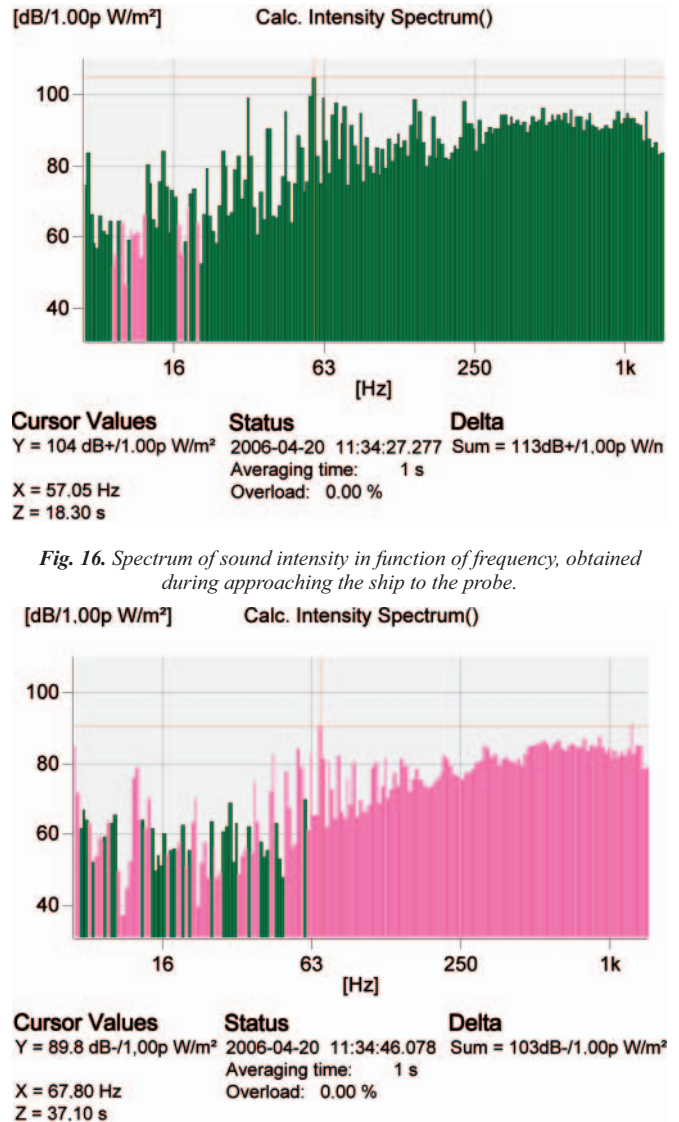 [dB/1.00p W/m²] Calc. Intensity Spectrum()
100
80
60
40
16 63 250 1k
[Hz]
Cursor Values Status Delta
Y = 104 dB+/1.00p W/m² 2006-04-20 11:34:27.277 Sum = 113dB+/1,00p W/n
Averaging time: 1 s
X = 57.05 Hz Overload: 0.00 %
Z = 18.30 s
Fig. 16. Spectrum of sound intensity in function of frequency, obtained
during approaching the ship to the probe.
[dB/1,00p W/m²] Calc. Intensity Spectrum()
100
80
60
40
16 63 250 1k
[Hz]
Cursor Values Status Delta
Y = 89.8 dB-/1,00p W/m² 2006-04-20 11:34:46.078 Sum = 103dB-/1.00p W/m²
Averaging time: 1 s
X = 67.80 Hz Overload: 0.00 %
Z = 37,10 s